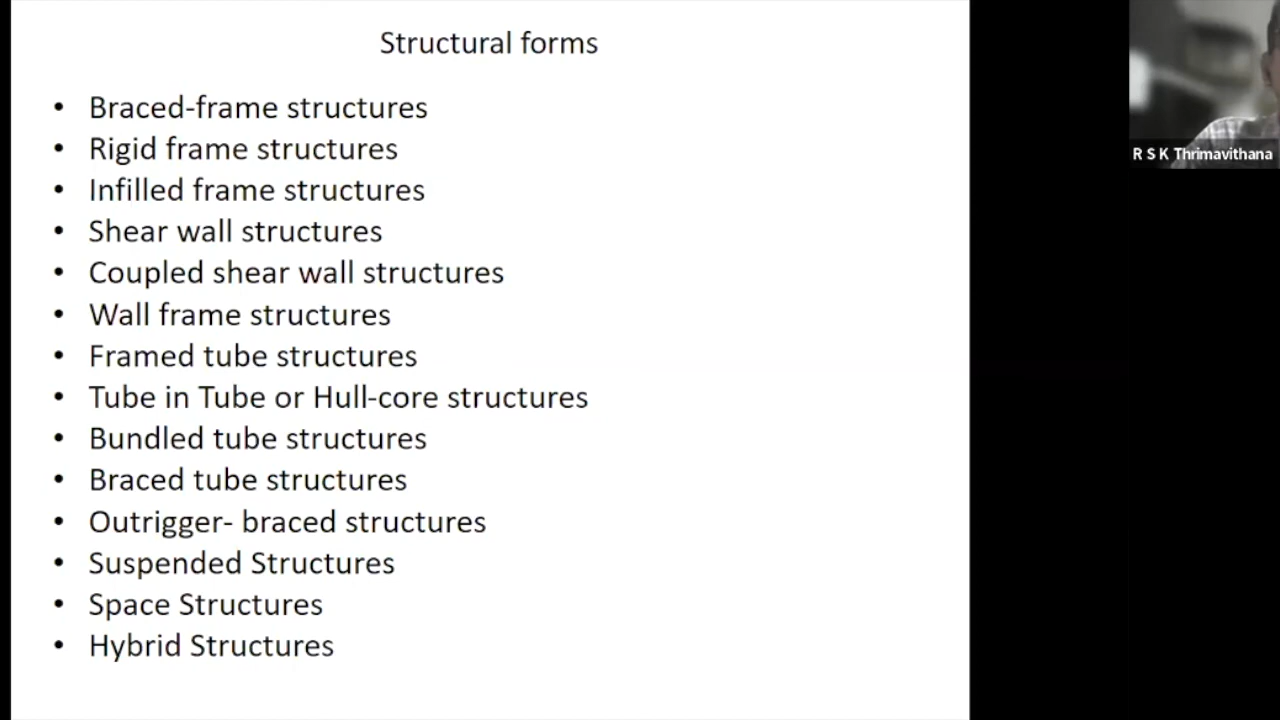 Structural forms
• Braced-frame structures
• Rigid frame structures
• Infilled frame structures
• Shear wall structures
• Coupled shear wall structures
• Wall frame structures
• Framed tube structures
• Tube in Tube or Hull-core structures
• Bundled tube structures
• Braced tube structures
• Outrigger- braced structures
• Suspended Structures
• Space Structures
• Hybrid Structures
R S K Thrimavithana